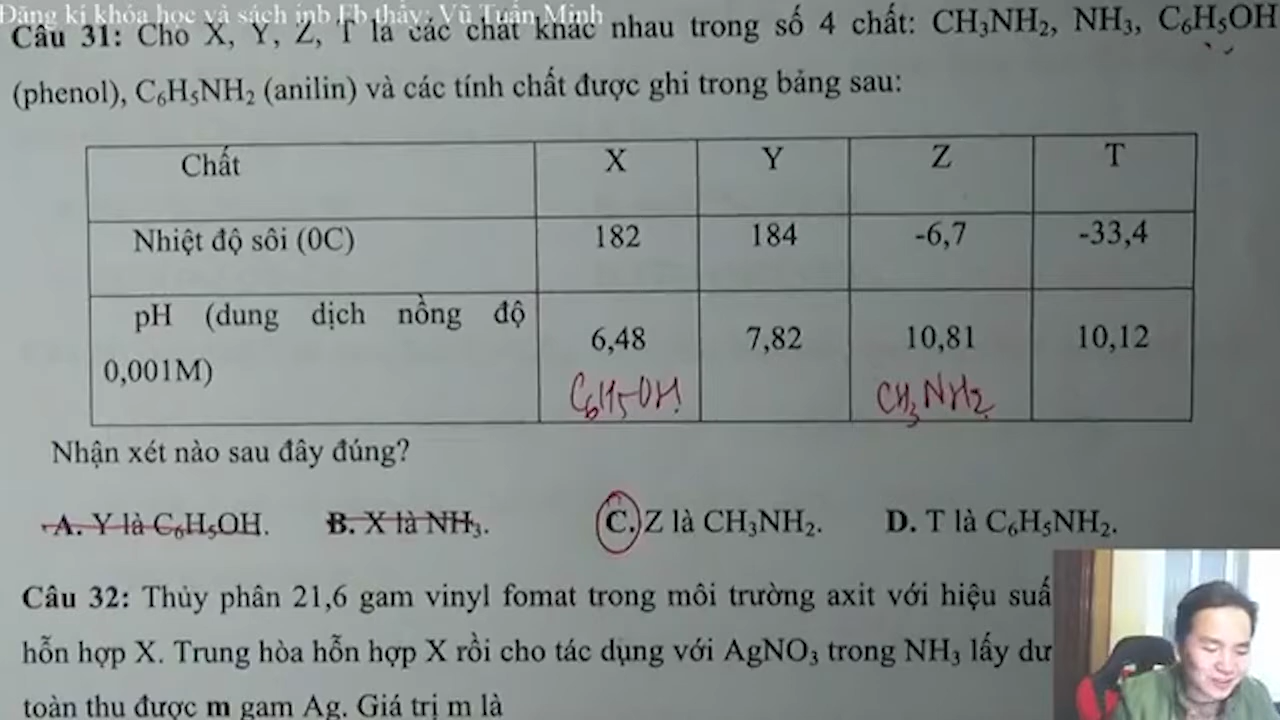 Đăng kí khóa học và sách inb Fb thầy: Vũ Tuấn Minh
Câu 31: Cho X, Y, Z, T là các chất khác nhau trong số 4 chất: CH₃NH₂, NH₃, C₆H₅OH
(phenol), C₆H₅NH₂ (anilin) và các tính chất được ghi trong bảng sau:
Chất X Y Z T
Nhiệt độ sôi (0C) 182 184 -6,7 -33,4
pH (dung dịch nồng độ
0,001M) 6,48 7,82 10,81 10,12
C₆H₅OH CH₃NH₂
Nhận xét nào sau đây đúng?
A. Y là C₆H₅OH. B. X là NH₃. C. Z là CH₃NH₂. D. T là C₆H₅NH₂.
Câu 32: Thủy phân 21,6 gam vinyl fomat trong môi trường axit với hiệu suấ
hỗn hợp X. Trung hòa hỗn hợp X rồi cho tác dụng với AgNO₃ trong NH₃ lấy dư
toàn thu được m gam Ag. Giá trị m là